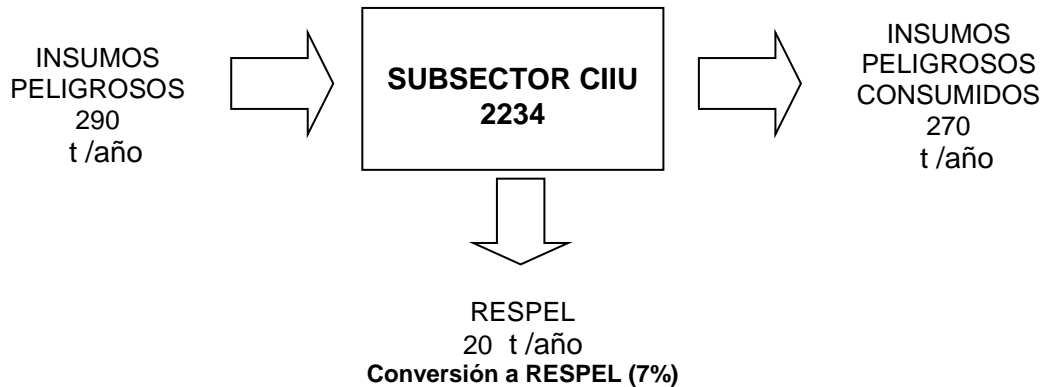 INSUMOS
PELIGROSOS
290
t /año
SUBSECTOR CIIU
2234
INSUMOS
PELIGROSOS
CONSUMIDOS
270
t /año
RESPEL
20 t /año
Conversión a RESPEL (7%)